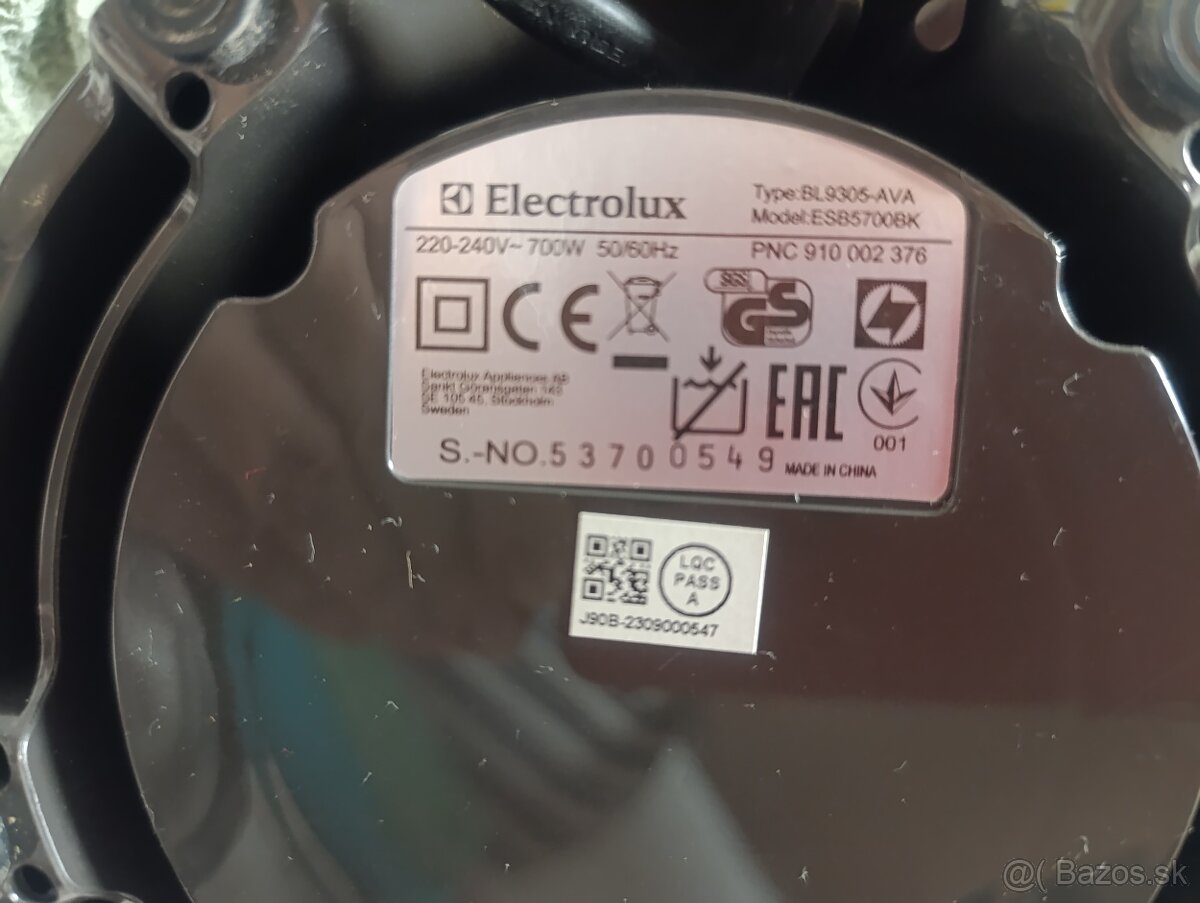 Electrolux
Type:BL9305-AVA
Model:ESB5700BK
220-240V~ 700W 50/60Hz
PNC 910 002 376
CE
SGS
GS
Electrolux Appliances AB
Sankt Göransgatan 143
SE 105 45, Stockholm
Sweden
EAC
001
S.-NO.53700549
MADE IN CHINA
LQC
PASS
A
J90B-2309000547
@( Bazos.sk